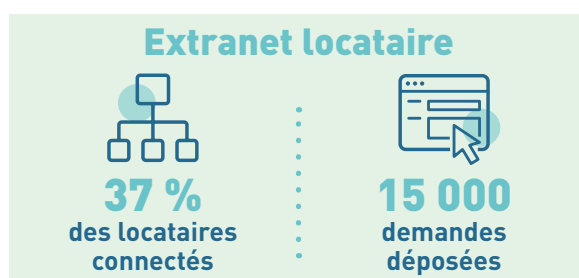 Extranet locataire
37 %
des locataires
connectés
15 000
demandes
déposées